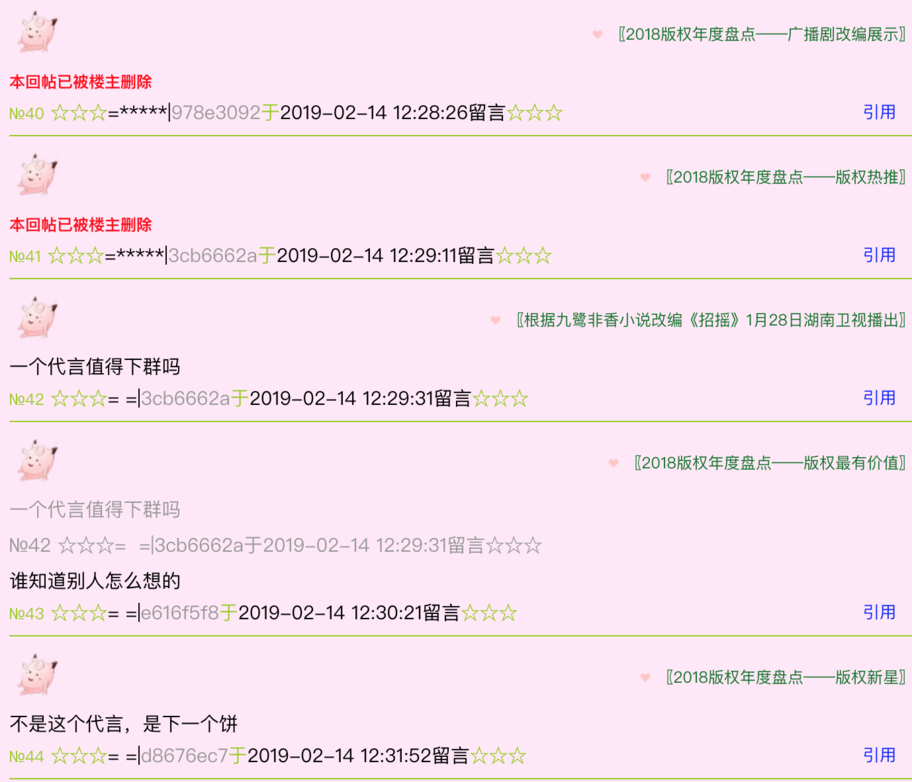 〖2018版权年度盘点——广播剧改编展示〗
本回帖已被楼主删除
№40 ☆☆☆=*****|978e3092于2019-02-14 12:28:26留言☆☆☆ 引用
〖2018版权年度盘点——版权热推〗
本回帖已被楼主删除
№41 ☆☆☆=*****|3cb6662a于2019-02-14 12:29:11留言☆☆☆ 引用
〖根据九鹭非香小说改编《招摇》1月28日湖南卫视播出〗
一个代言值得下群吗
№42 ☆☆☆= =|3cb6662a于2019-02-14 12:29:31留言☆☆☆ 引用
〖2018版权年度盘点——版权最有价值〗
一个代言值得下群吗
№42 ☆☆☆= =|3cb6662a于2019-02-14 12:29:31留言☆☆☆
谁知道别人怎么想的
№43 ☆☆☆= =|e616f5f8于2019-02-14 12:30:21留言☆☆☆ 引用
〖2018版权年度盘点——版权新星〗
不是这个代言，是下一个饼
№44 ☆☆☆= =|d8676ec7于2019-02-14 12:31:52留言☆☆☆ 引用